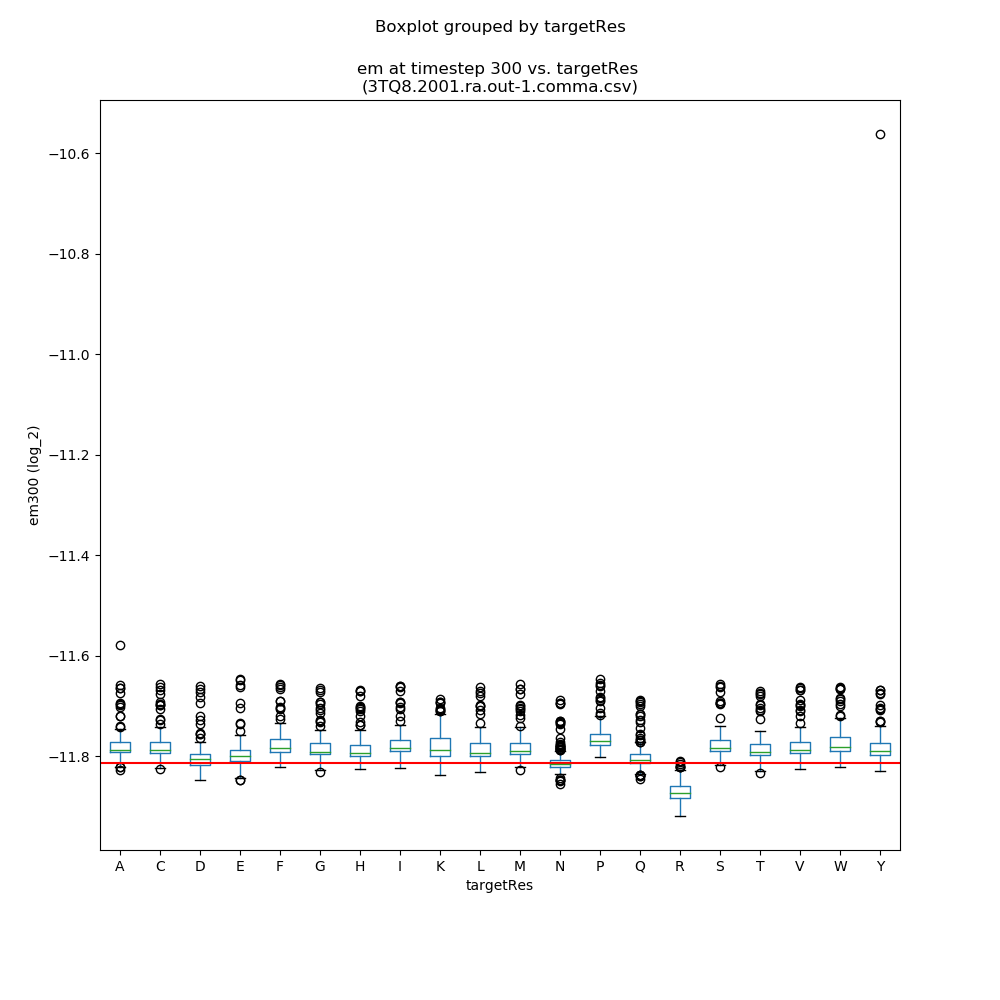 Boxplot grouped by targetRes
em at timestep 300 vs. targetRes
(3TQ8.2001.ra.out-1.comma.csv)
−10.6
−10.8
−11.0
−11.2
−11.4
−11.6
−11.8
em300 (log_2)
A C D E F G H I K L M N P Q R S T V W Y
targetRes